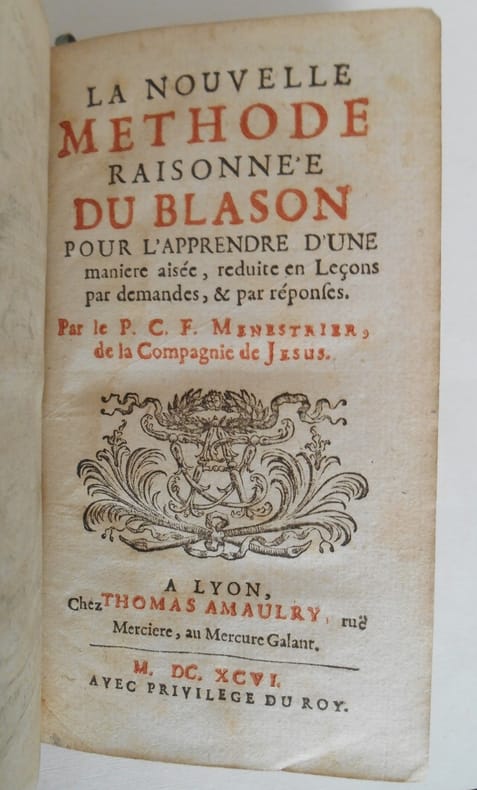 LA NOUVELLE
METHODE
RAISONNE'E
DU BLASON
POUR L'APPRENDRE D'UNE
maniere aisée, reduite en Leçons
par demandes, & par réponſes.
Par le P. C. F. MENESTRIER,
de la Compagnie de JESUS.
A LYON,
Chez THOMAS AMAULRY, ruë
Merciere, au Mercure Galant.
M. DC. XCVI.
AVEC PRIVILEGE DU ROY.